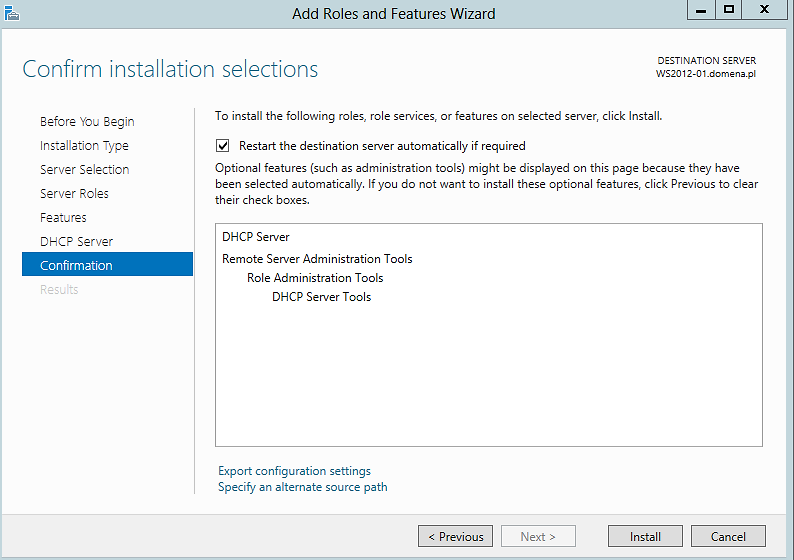 Add Roles and Features Wizard
Confirm installation selections
DESTINATION SERVER
WS2012-01.domena.pl
Before You Begin
Installation Type
Server Selection
Server Roles
Features
DHCP Server
Confirmation
Results
To install the following roles, role services, or features on selected server, click Install.
Restart the destination server automatically if required
Optional features (such as administration tools) might be displayed on this page because they have
been selected automatically. If you do not want to install these optional features, click Previous to clear
their check boxes.
DHCP Server
Remote Server Administration Tools
Role Administration Tools
DHCP Server Tools
Export configuration settings
Specify an alternate source path
< Previous
Next >
Install
Cancel